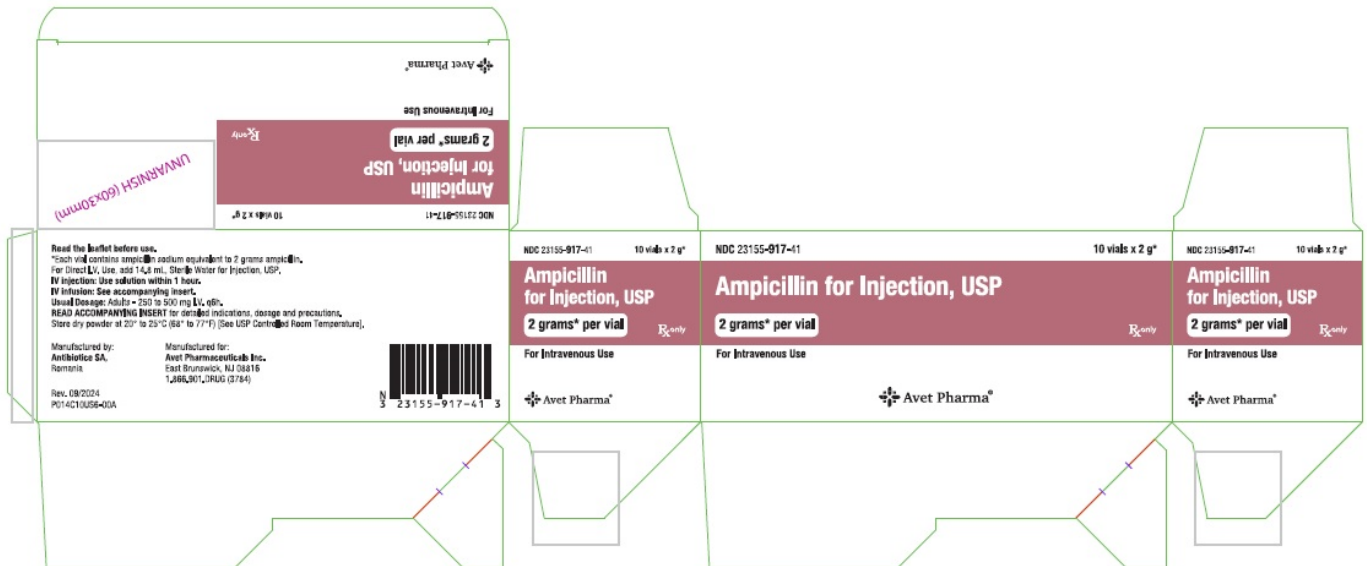 Avet Pharma®
For Intravenous Use
2 grams* per vial
Rx only
Ampicillin
for Injection, USP
NDC 23155-917-41 10 vials x 2 g*
UNVARNISH (60x30mm)
Read the leaflet before use.
*Each vial contains ampicillin sodium equivalent to 2 grams ampicillin.
For Direct I.V. Use, add 14.8 mL, Sterile Water for Injection, USP.
IV injection: Use solution within 1 hour.
IV infusion: See accompanying insert.
Usual Dosage: Adults - 250 to 500 mg I.V. q6h.
READ ACCOMPANYING INSERT for detailed indications, dosage and precautions.
Store dry powder at 20° to 25°C (68° to 77°F) [See USP Controlled Room Temperature].
Manufactured by:
Antibiotice SA,
Romania
Manufactured for:
Avet Pharmaceuticals Inc.
East Brunswick, NJ 08816
1.866.901.DRUG (3784)
Rev. 09/2024
P014C10US6-00A
N
3 23155-917-41 3
NDC 23155-917-41 10 vials x 2 g*
Ampicillin
for Injection, USP
2 grams* per vial
Rx only
For Intravenous Use
Avet Pharma®
NDC 23155-917-41 10 vials x 2 g*
Ampicillin for Injection, USP
2 grams* per vial
Rx only
For Intravenous Use
Avet Pharma®
NDC 23155-917-41 10 vials x 2 g*
Ampicillin
for Injection, USP
2 grams* per vial
Rx only
For Intravenous Use
Avet Pharma®